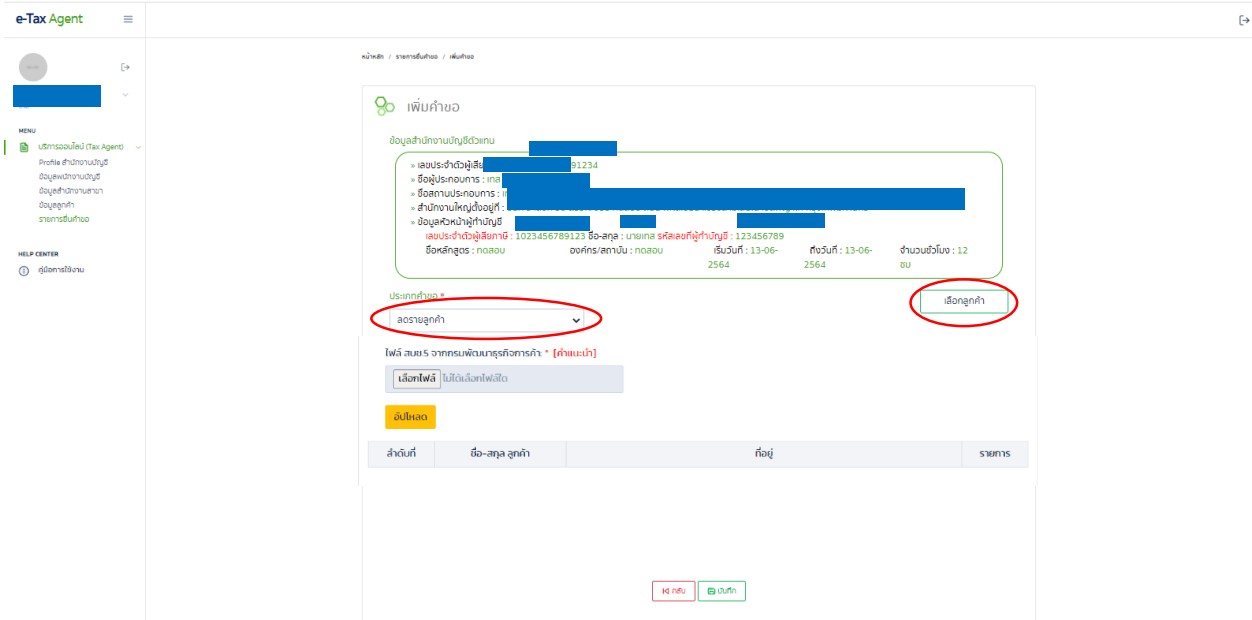 e-Tax Agent
หน้าหลัก / รายการยื่นคำขอ / เพิ่มคำขอ
MENU
บริการออนไลน์ (Tax Agent)
Profile สำนักงานบัญชี
ข้อมูลพนักงานบัญชี
ข้อมูลสำนักงานสาขา
ข้อมูลลูกค้า
รายการยื่นคำขอ
HELP CENTER
คู่มือการใช้งาน
เพิ่มคำขอ
ข้อมูลสำนักงานบัญชีตัวแทน
» เลขประจำตัวผู้เสีย 91234
» ชื่อผู้ประกอบการ : เทส
» ชื่อสถานประกอบการ :
» สำนักงานใหญ่ตั้งอยู่ที่ :
» ข้อมูลหัวหน้าผู้ทำบัญชี
เลขประจำตัวผู้เสียภาษี : 1023456789123 ชื่อ-สกุล : นายเทส รหัสเลขที่ผู้ทำบัญชี : 123456789
ชื่อหลักสูตร : ทดสอบ องค์กร/สถาบัน : ทดสอบ เริ่มวันที่ : 13-06-2564 ถึงวันที่ : 13-06-2564 จำนวนชั่วโมง : 12 ชม
ประเภทคำขอ *
เลือกลูกค้า
ลดรายลูกค้า
ไฟล์ สบช.5 จากกรมพัฒนาธุรกิจการค้า: * [คำแนะนำ]
เลือกไฟล์ ไม่ได้เลือกไฟล์ใด
อัปโหลด
ลำดับที่ ชื่อ-สกุล ลูกค้า ที่อยู่ รายการ
กลับ บันทึก